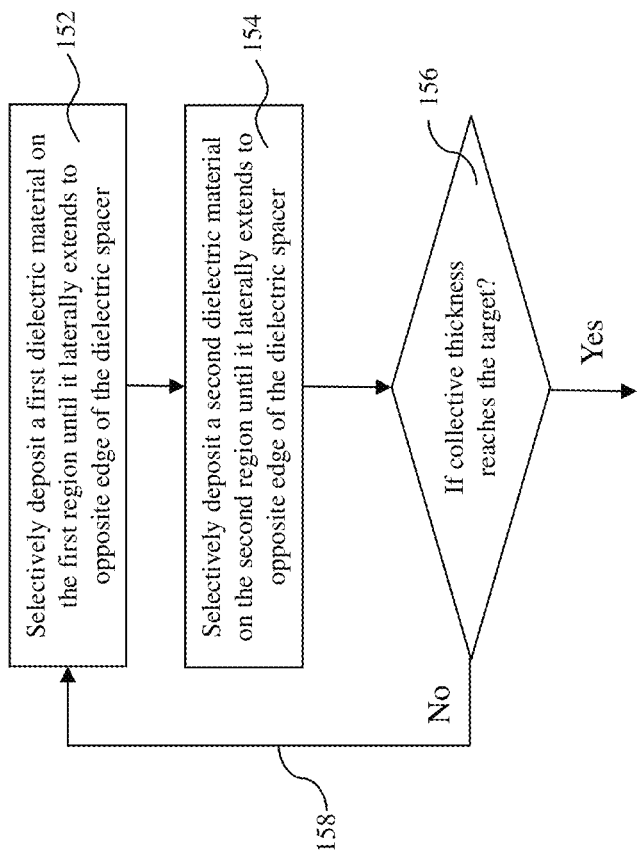 152
Selectively deposit a first dielectric material on
the first region until it laterally extends to
opposite edge of the dielectric spacer
154
Selectively deposit a second dielectric material
on the second region until it laterally extends to
opposite edge of the dielectric spacer
156
If collective thickness
reaches the target?
No
Yes
158